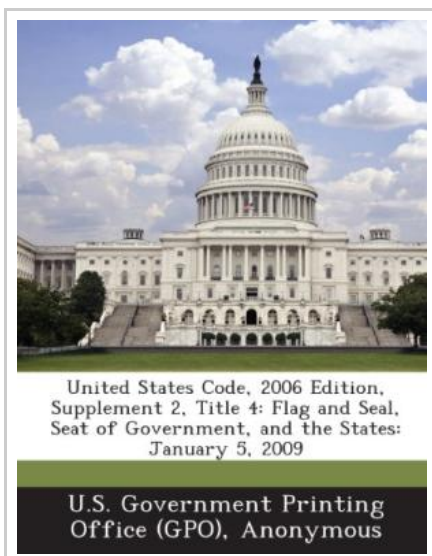 United States Code, 2006 Edition,
Supplement 2, Title 4: Flag and Seal,
Seat of Government, and the States:
January 5, 2009
U.S. Government Printing
Office (GPO), Anonymous